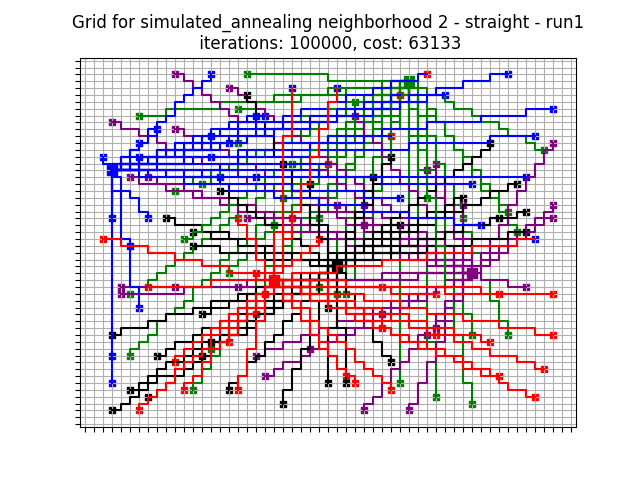 Grid for simulated_annealing neighborhood 2 - straight - run1
iterations: 100000, cost: 63133